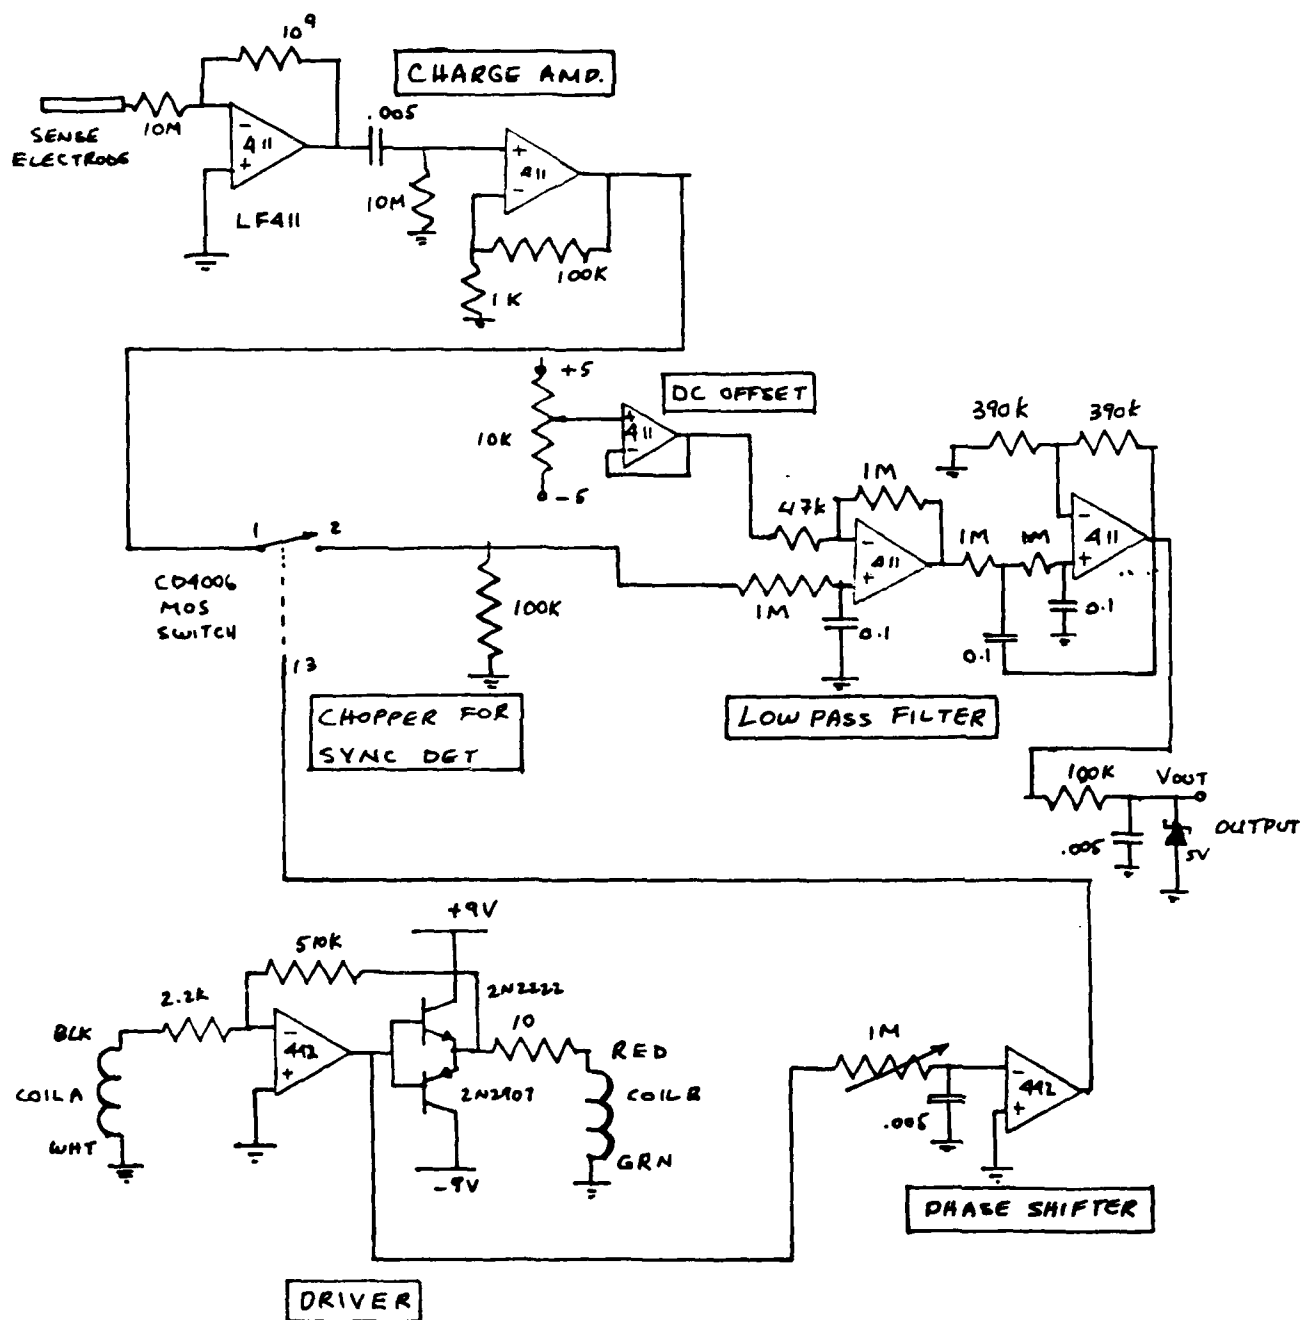 10⁹
CHARGE AMP.
SENSE
ELECTRODE
10M
-
411
+
LF411
.005
10M
+
411
-
100K
1K
+5
10K
-5
DC OFFSET
+
411
-
390K
390K
47K
1M
-
411
+
1M
1M
-
411
+
1M
0.1
0.1
0.1
1
2
CD4006
MOS
SWITCH
13
100K
CHOPPER FOR
SYNC DET
LOW PASS FILTER
100K
VOUT
.005
5V
OUTPUT
+9V
510K
2.2K
2N2222
BLK
COIL A
WHT
-
442
+
10
RED
COIL B
GRN
2N2907
-9V
1M
.005
-
442
+
PHASE SHIFTER
DRIVER